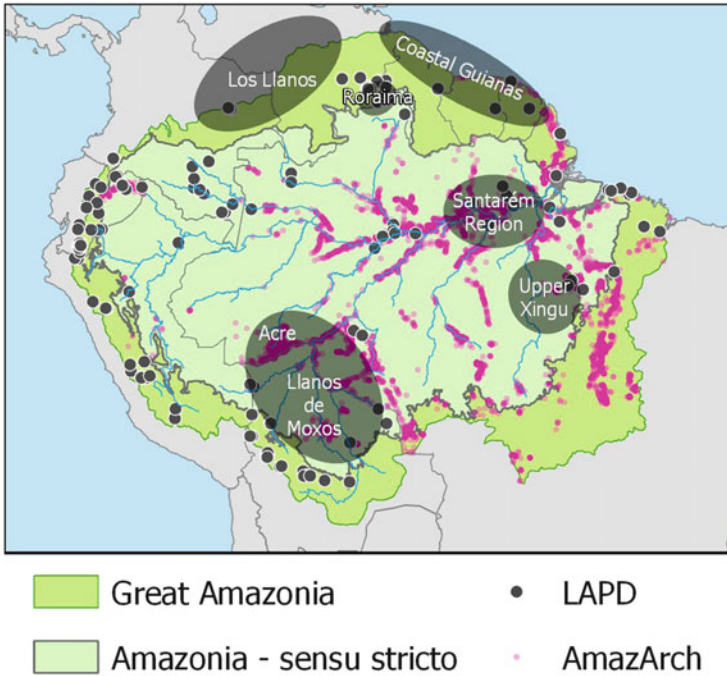 Los Llanos
Coastal Guianas
Roraima
Santarém
Region
Upper
Xingu
Acre
Llanos
de
Moxos
Great Amazonia
LAPD
Amazonia - sensu stricto
AmazArch